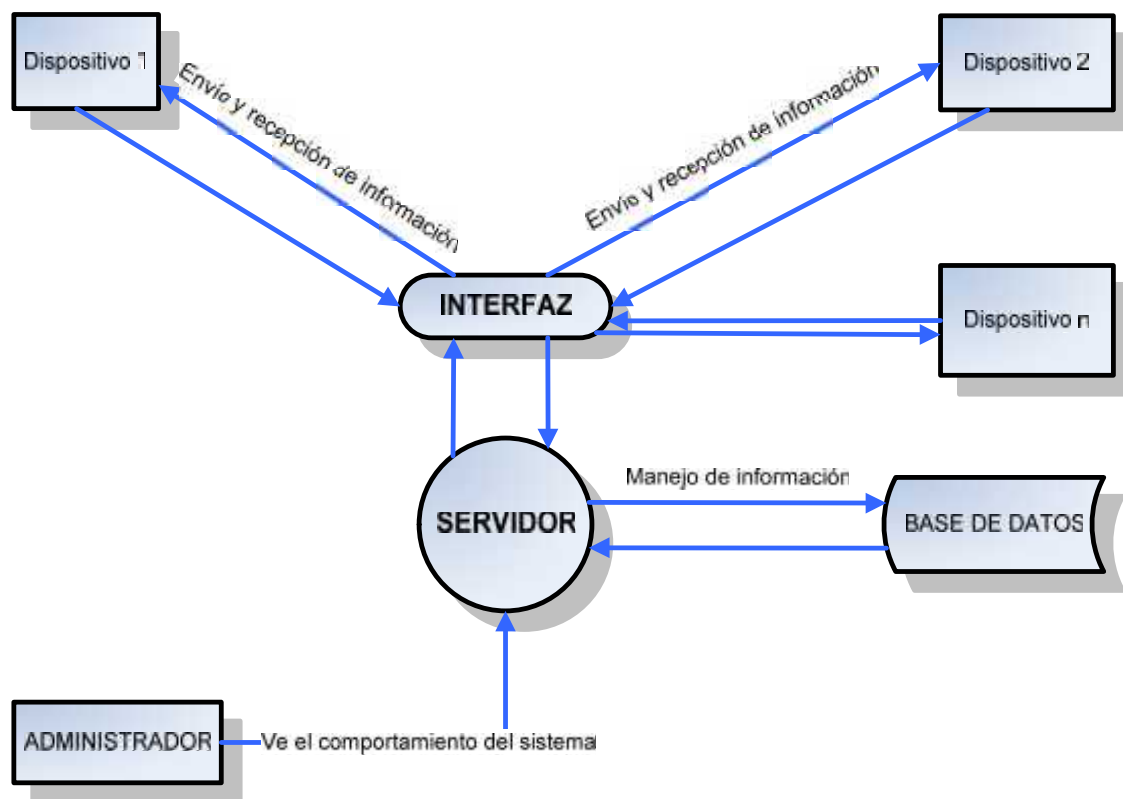 Dispositivo 1
Dispositivo 2
Envío y recepción de información
Envío y recepción de información
INTERFAZ
Dispositivo n
Manejo de información
SERVIDOR
BASE DE DATOS
ADMINISTRADOR
Ve el comportamiento del sistema